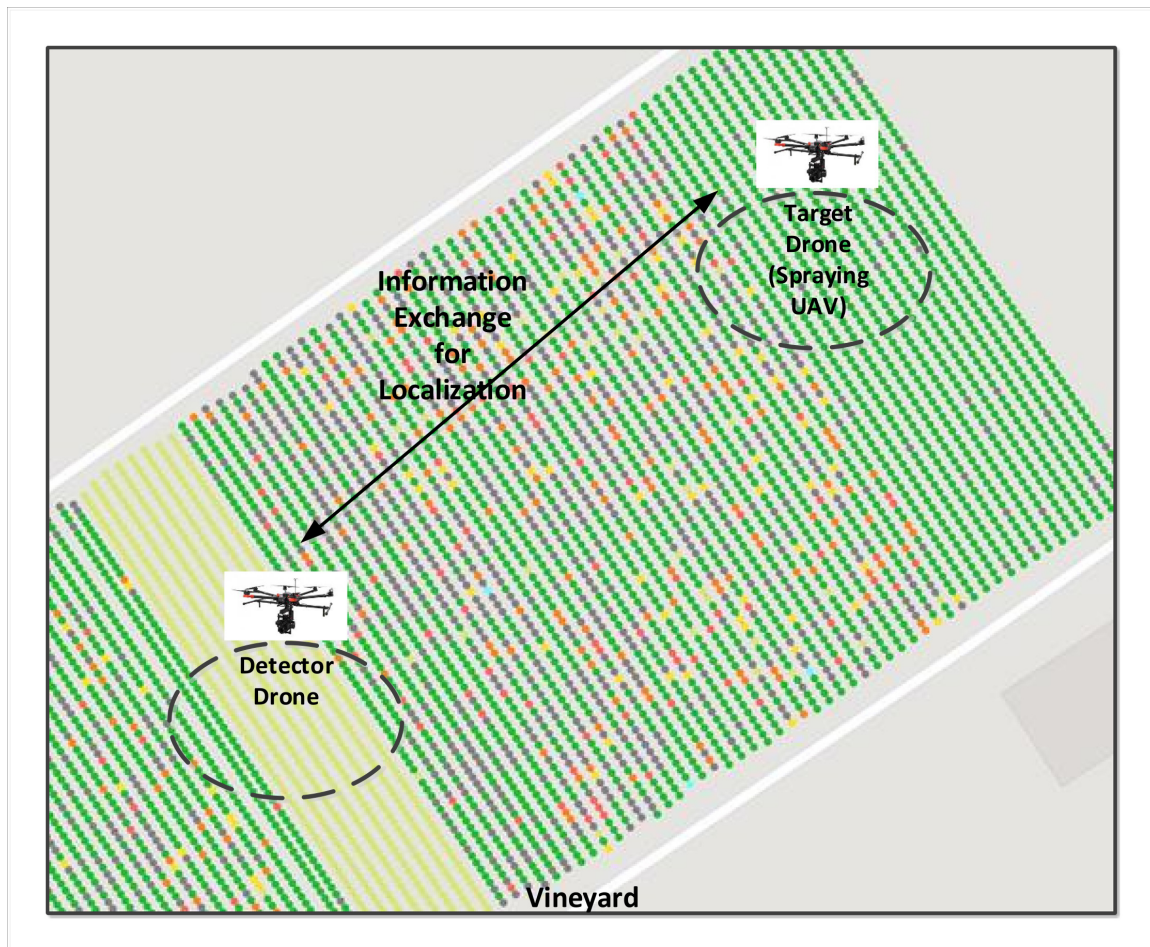 Target
Drone
(Spraying
UAV)
Information
Exchange
for
Localization
Detector
Drone
Vineyard